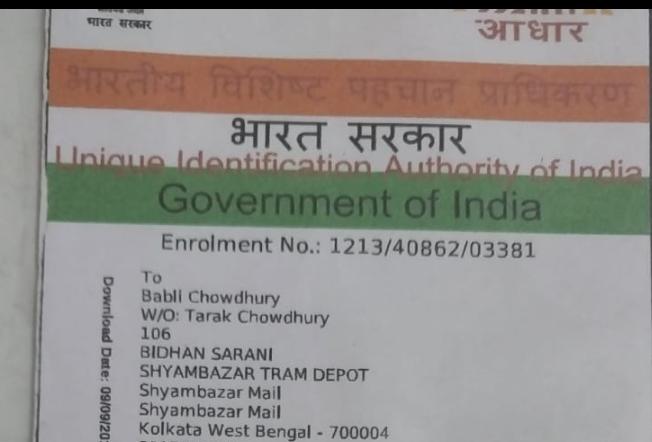 भारत सरकार
आधार
भारतीय विशिष्ट पहचान प्राधिकरण
भारत सरकार
Unique Identification Authority of India
Government of India
Enrolment No.: 1213/40862/03381
To
Babli Chowdhury
W/O: Tarak Chowdhury
106
BIDHAN SARANI
SHYAMBAZAR TRAM DEPOT
Shyambazar Mail
Shyambazar Mail
Kolkata West Bengal - 700004
Download Date: 09/09/20